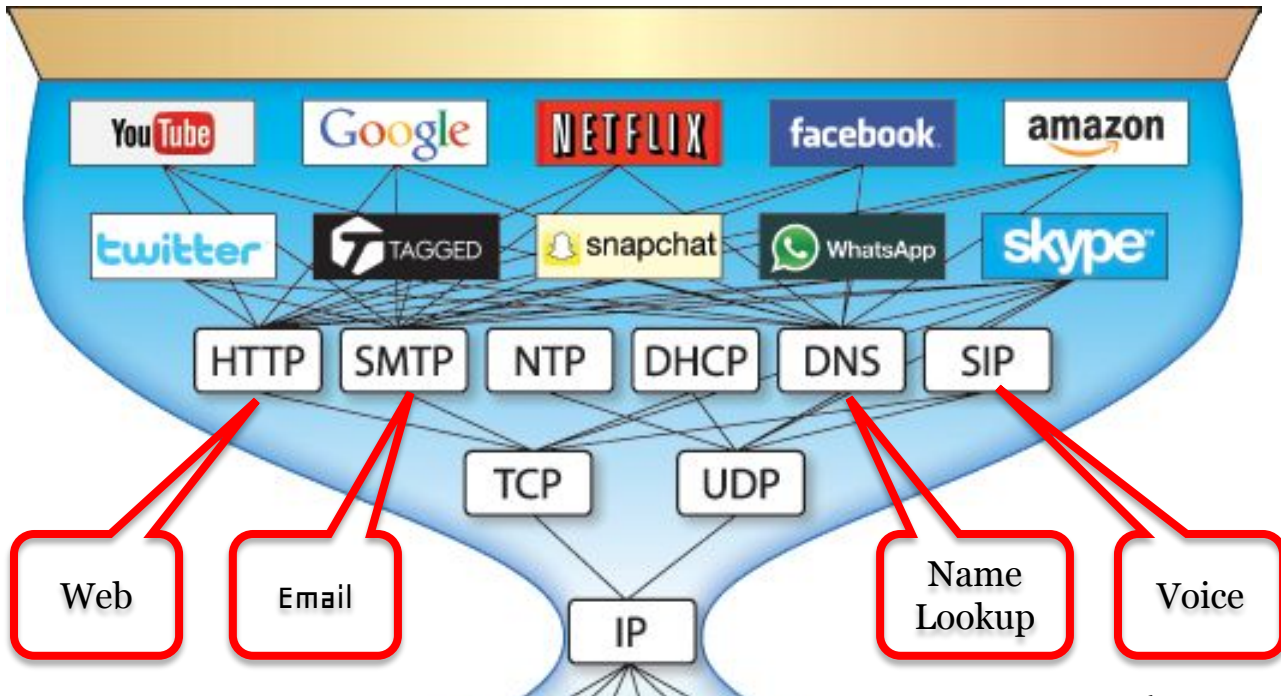 YouTube
Google
NETFLIX
facebook
amazon
twitter
TAGGED
snapchat
WhatsApp
skype
HTTP
SMTP
NTP
DHCP
DNS
SIP
TCP
UDP
Web
Email
Name
Lookup
Voice
IP